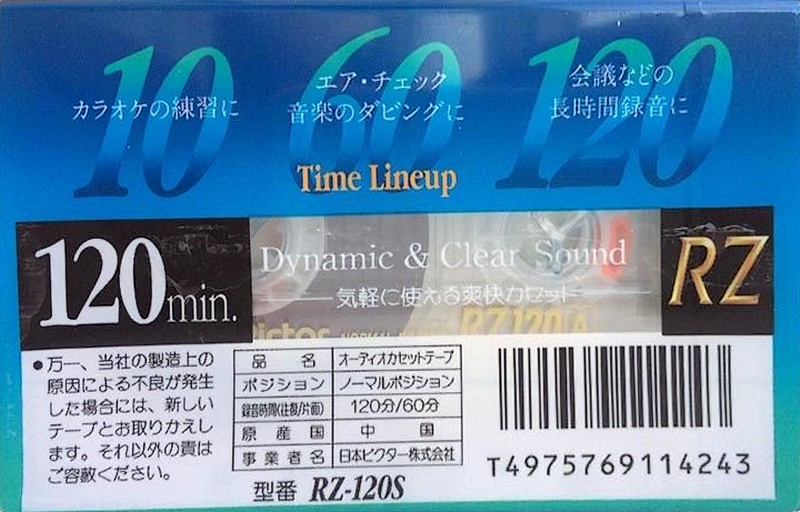 10 60 120
カラオケの練習に
エア・チェック
音楽のダビングに
会議などの
長時間録音に
Time Lineup
120min.
Dynamic & Clear Sound
気軽に使える爽快カセット
RZ
Victor
RZ 120 A
●万一、当社の製造上の
原因による不良が発生
した場合には、新しい
テープとお取りかえし
ます。それ以外の責は
ご容赦ください。
品名 オーディオカセットテープ
ポジション ノーマルポジション
録音時間(往復/片面) 120分/60分
原産国 中国
事業者名 日本ビクター株式会社
型番 RZ-120S
T4975769114243